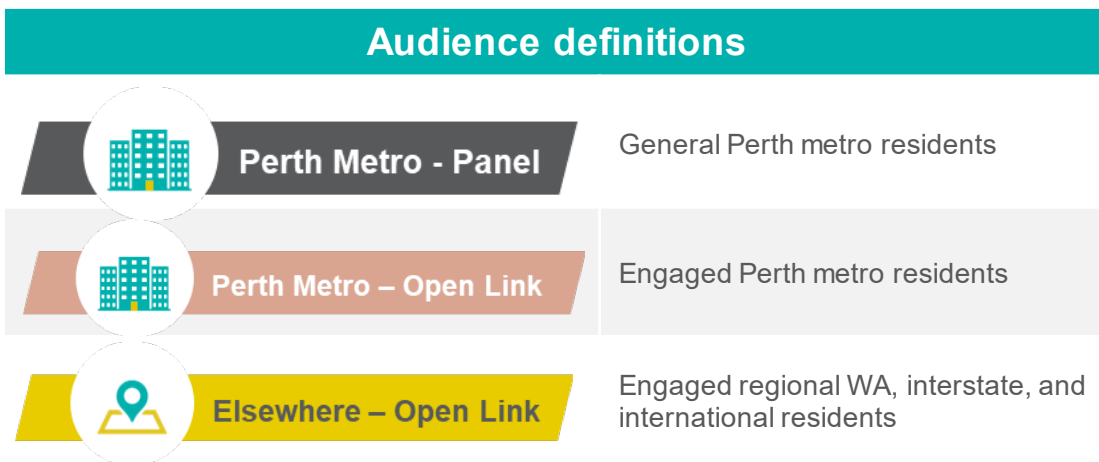 Audience definitions
Perth Metro - Panel
General Perth metro residents
Perth Metro – Open Link
Engaged Perth metro residents
Elsewhere – Open Link
Engaged regional WA, interstate, and
international residents